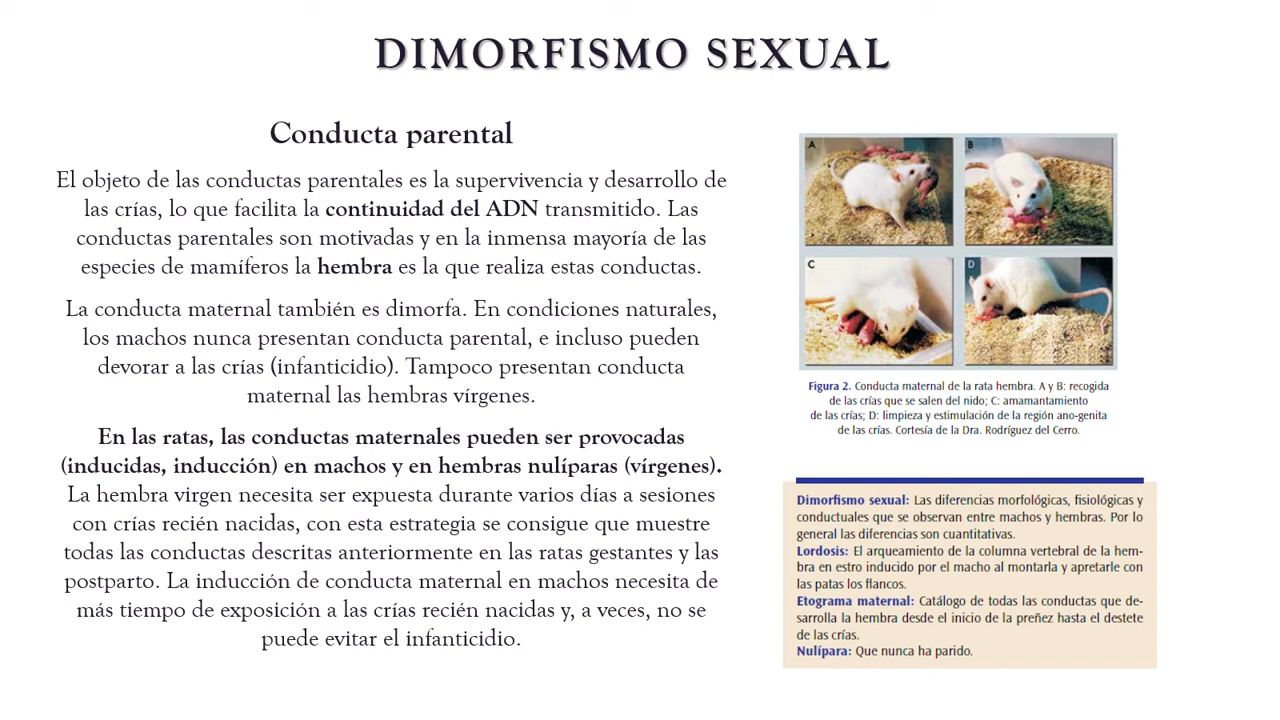 DIMORFISMO SEXUAL
Conducta parental
El objeto de las conductas parentales es la supervivencia y desarrollo de
las crías, lo que facilita la continuidad del ADN transmitido. Las
conductas parentales son motivadas y en la inmensa mayoría de las
especies de mamíferos la hembra es la que realiza estas conductas.
La conducta maternal también es dimorfa. En condiciones naturales,
los machos nunca presentan conducta parental, e incluso pueden
devorar a las crías (infanticidio). Tampoco presentan conducta
maternal las hembras vírgenes.
En las ratas, las conductas maternales pueden ser provocadas
(inducidas, inducción) en machos y en hembras nulíparas (vírgenes).
La hembra virgen necesita ser expuesta durante varios días a sesiones
con crías recién nacidas, con esta estrategia se consigue que muestre
todas las conductas descritas anteriormente en las ratas gestantes y las
postparto. La inducción de conducta maternal en machos necesita de
más tiempo de exposición a las crías recién nacidas y, a veces, no se
puede evitar el infanticidio.
A
B
C
D
Figura 2. Conducta maternal de la rata hembra. A y B: recogida
de las crías que se salen del nido; C: amamantamiento
de las crías; D: limpieza y estimulación de la región ano-genita
de las crías. Cortesía de la Dra. Rodríguez del Cerro.
Dimorfismo sexual: Las diferencias morfológicas, fisiológicas y
conductuales que se observan entre machos y hembras. Por lo
general las diferencias son cuantitativas.
Lordosis: El arqueamiento de la columna vertebral de la hem-
bra en estro inducido por el macho al montarla y apretarle con
las patas los flancos.
Etograma maternal: Catálogo de todas las conductas que de-
sarrolla la hembra desde el inicio de la preñez hasta el destete
de las crías.
Nulípara: Que nunca ha parido.